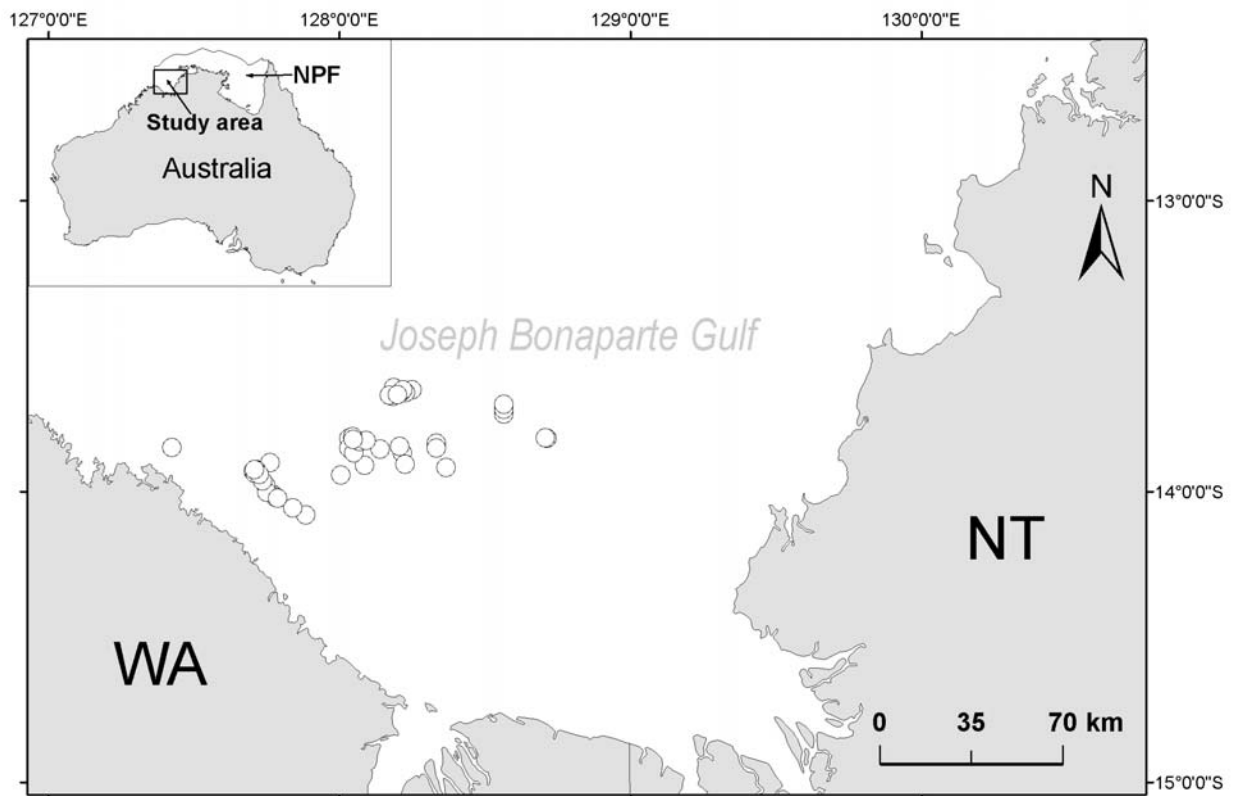 127°0'0"E 128°0'0"E 129°0'0"E 130°0'0"E
NPF
Study area
Australia
N
13°0'0"S
Joseph Bonaparte Gulf
14°0'0"S
NT
WA
0 35 70 km
15°0'0"S